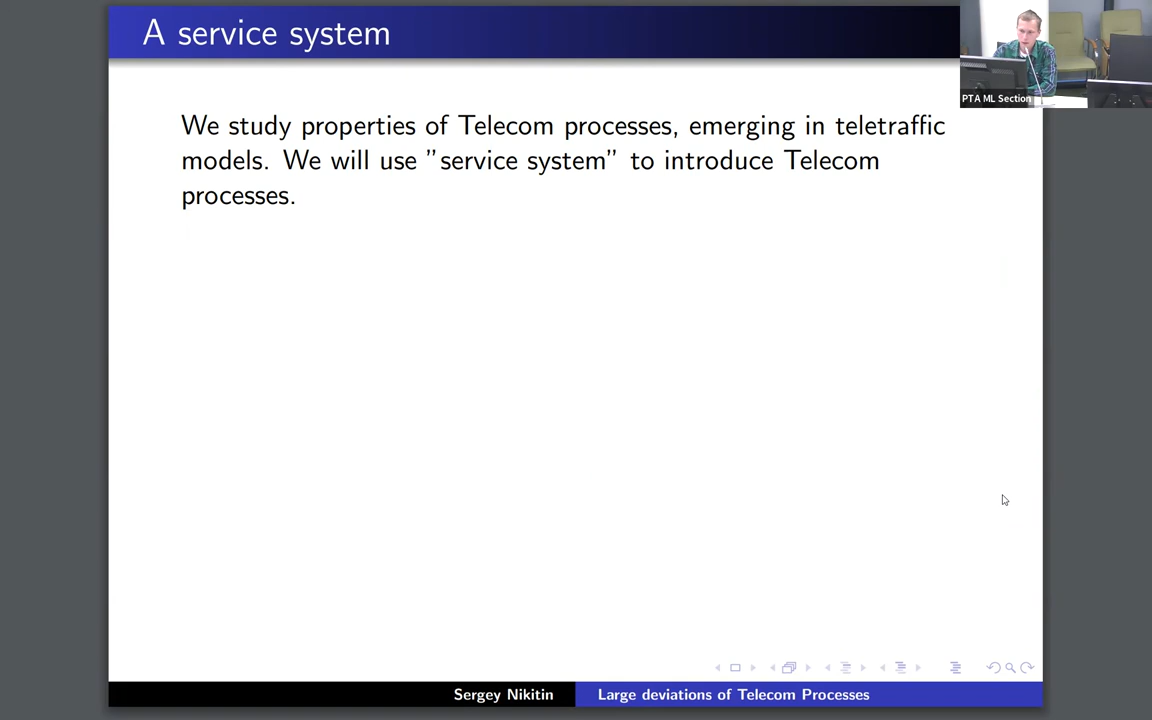 A service system
PTA ML Section
We study properties of Telecom processes, emerging in teletraffic
models. We will use ”service system” to introduce Telecom
processes.
Sergey Nikitin
Large deviations of Telecom Processes